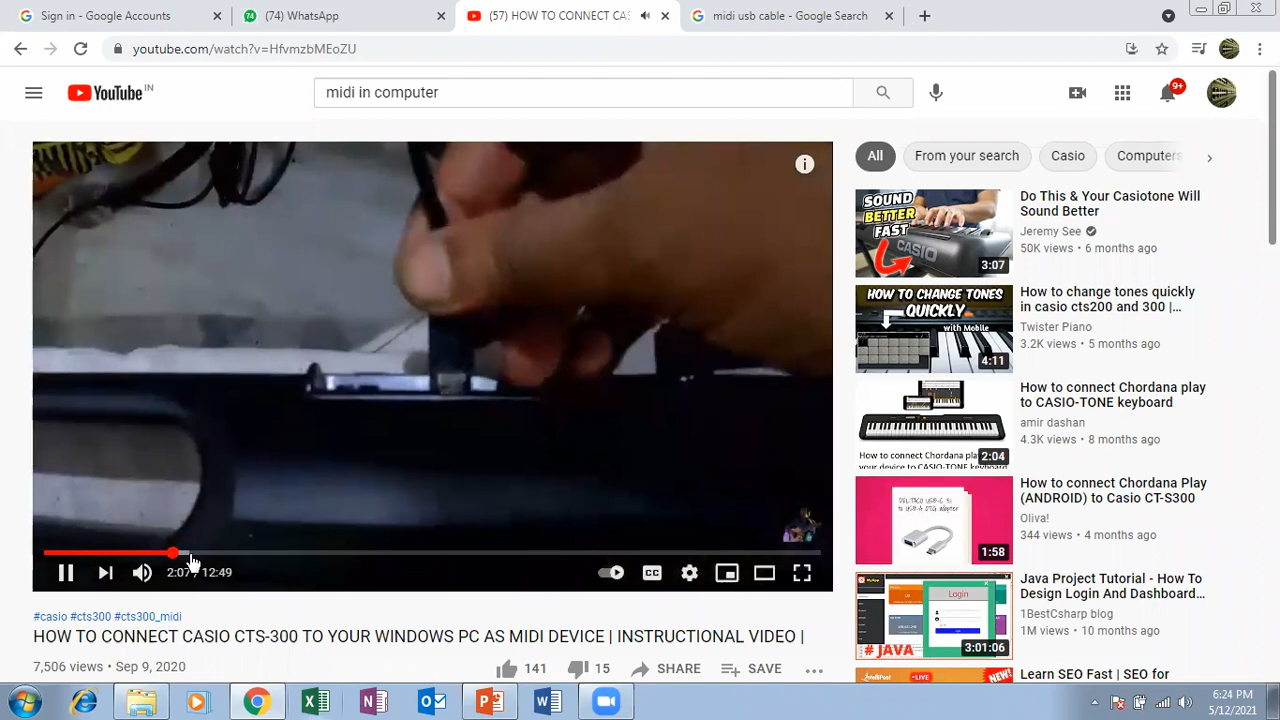 Sign in - Google Accounts
(74) WhatsApp
(57) HOW TO CONNECT CA
midi usb cable - Google Search
youtube.com/watch?v=HfvmzbMEoZU
YouTube IN
midi in computer
9+
All
From your search
Casio
Computers
SOUND BETTER FAST
CASIO
3:07
Do This & Your Casiotone Will Sound Better
Jeremy See
50K views • 6 months ago
HOW TO CHANGE TONES
QUICKLY
with Mobile
4:11
How to change tones quickly in casio cts200 and 300 |...
Twister Piano
3.2K views • 5 months ago
How to connect Chordana play
your device to CASIO-TONE keyboard
2:04
How to connect Chordana play to CASIO-TONE keyboard
amir dashan
4.3K views • 8 months ago
1:58
How to connect Chordana Play (ANDROID) to Casio CT-S300
Oliva!
344 views • 4 months ago
Login
# JAVA
3:01:06
Java Project Tutorial - How To Design Login And Dashboard...
1BestCsharp blog
10 months ago
LIVE
NEW!
Learn SEO Fast | SEO for
2:07 / 12:49
#casio #cts300 #cts300_midi
HOW TO CONNECT CASIO CTS-300 TO YOUR WINDOWS PC AS MIDI DEVICE | INSTRUCTIONAL VIDEO |
7,506 views • Sep 9, 2020
141
15
SHARE
SAVE
6:24 PM
5/12/2021